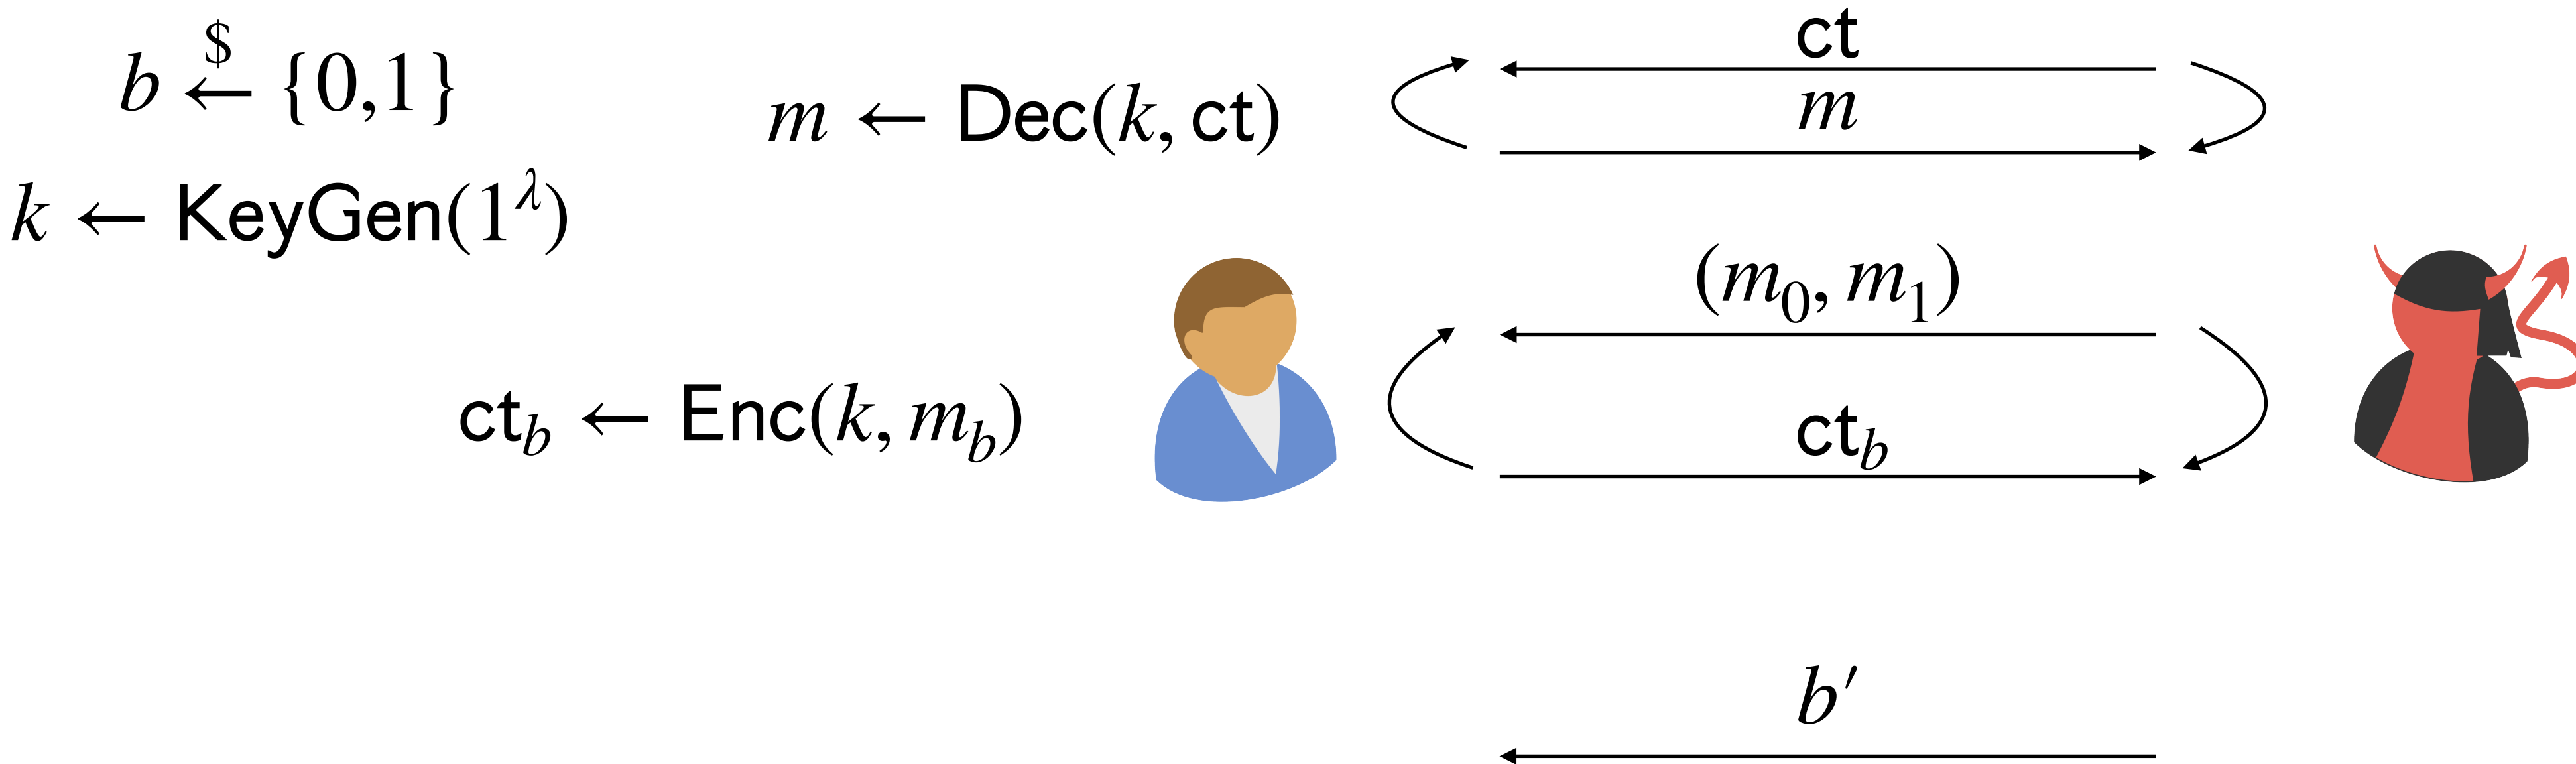 b $← {0,1}
k ← KeyGen(1^λ)
m ← Dec(k, ct)
ct
m
(m_0, m_1)
ct_b ← Enc(k, m_b)
ct_b
b′